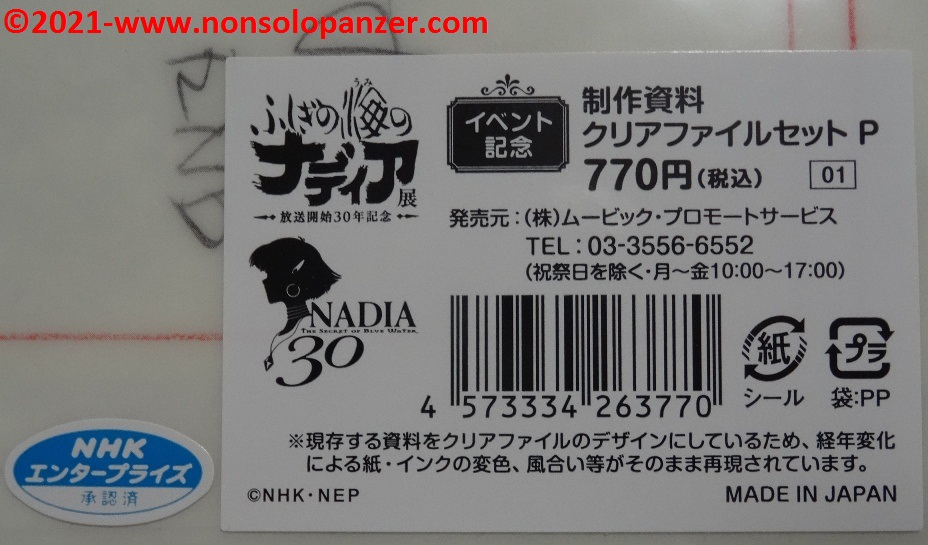 ©2021-www.nonsolopanzer.com
うみ
ふしぎの海の
ナディア展
放送開始30年記念
NADIA
THE SECRET OF BLUE WATER
30
イベント
記念
制作資料
クリアファイルセット P
770円(税込) 01
発売元:(株)ムービック・プロモートサービス
TEL:03-3556-6552
(祝祭日を除く・月〜金10:00〜17:00)
4 573334 263770
紙
シール
プラ
袋:PP
※現存する資料をクリアファイルのデザインにしているため、経年変化
による紙・インクの変色、風合い等がそのまま再現されています。
©NHK・NEP
MADE IN JAPAN
NHK
エンタープライズ
承認済